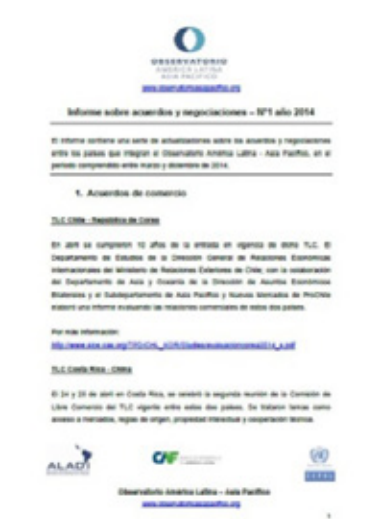 OBSERVATORIO
AMÉRICA LATINA
ASIA PACÍFICO
www.observatorioasiapacifico.org
Informe sobre acuerdos y negociaciones – N°1 año 2014
El informe contiene una serie de actualizaciones sobre los acuerdos y negociaciones
entre los países que integran el Observatorio América Latina - Asia Pacífico, en el
período comprendido entre marzo y diciembre de 2014.
1. Acuerdos de comercio
TLC Chile - República de Corea
En abril se cumplieron 10 años de la entrada en vigencia de dicho TLC. El
Departamento de Estudios de la Dirección General de Relaciones Económicas
Internacionales del Ministerio de Relaciones Exteriores de Chile, con la colaboración
del Departamento de Asia y Oceanía de la Dirección de Asuntos Económicos
Bilaterales y el Subdepartamento de Asia Pacífico y Nuevos Mercados de ProChile
elaboró una informe evaluando las relaciones comerciales de estos dos países.
Por más información:
TLC Costa Rica - China
El 24 y 25 de abril en Costa Rica, se celebró la segunda reunión de la Comisión de
Libre Comercio del TLC vigente entre estos dos países. Se trataron temas como
acceso a mercados, reglas de origen, propiedad intelectual y cooperación técnica.
ALADI
CAF
Observatorio América Latina – Asia Pacífico
www.observatorioasiapacifico.org
1